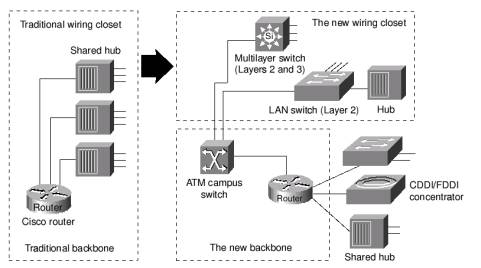 Traditional wiring closet
Shared hub
Router
Cisco router
Traditional backbone
The new wiring closet
Si
Multilayer switch
(Layers 2 and 3)
LAN switch (Layer 2)
Hub
ATM campus
switch
Router
CDDI/FDDI
concentrator
The new backbone
Shared hub